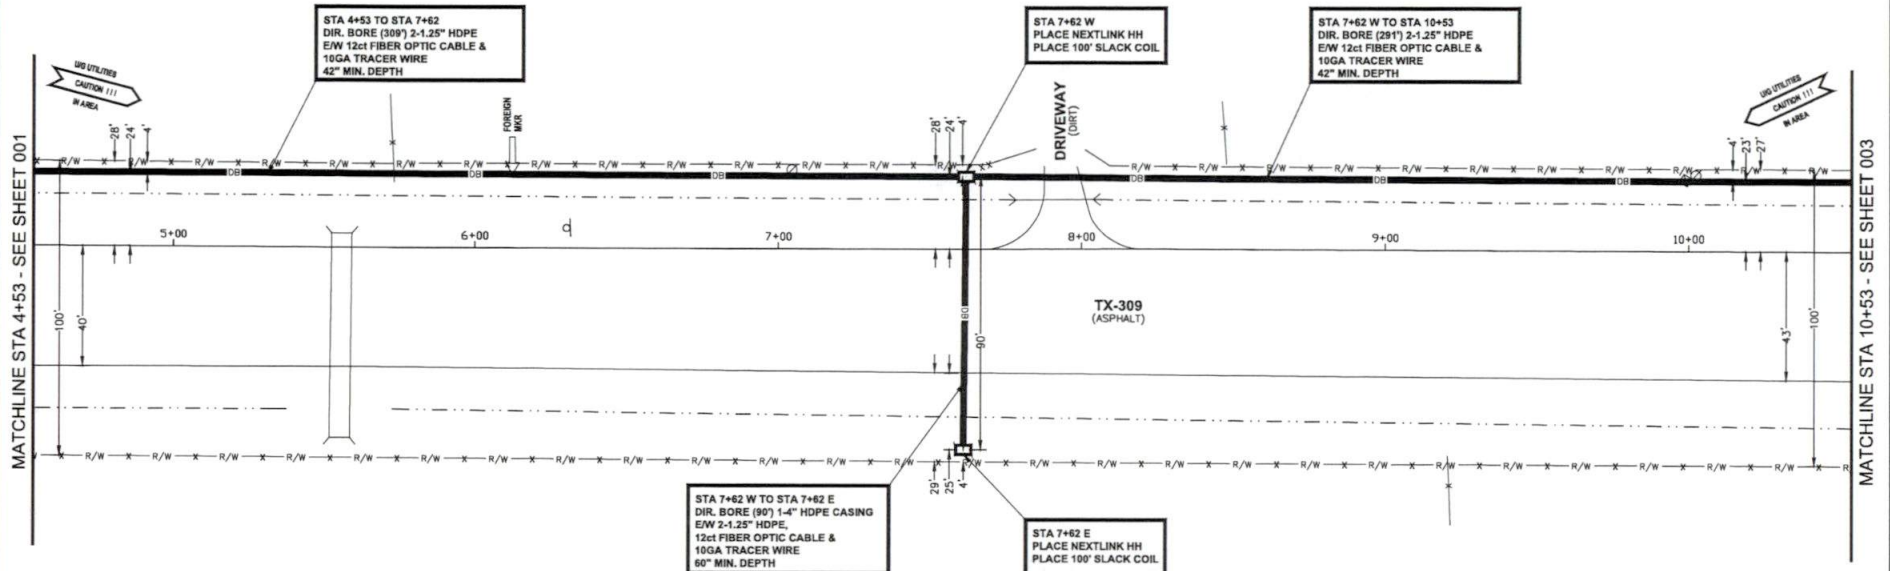 STA 4+53 TO STA 7+62
DIR. BORE (309') 2-1.25" HDPE
E/W 12ct FIBER OPTIC CABLE &
10GA TRACER WIRE
42" MIN. DEPTH
STA 7+62 W
PLACE NEXTLINK HH
PLACE 100' SLACK COIL
STA 7+62 W TO STA 10+53
DIR. BORE (291') 2-1.25" HDPE
E/W 12ct FIBER OPTIC CABLE &
10GA TRACER WIRE
42" MIN. DEPTH
U/G UTILITIES
CAUTION !!!
IN AREA
U/G UTILITIES
CAUTION !!!
IN AREA
MATCHLINE STA 4+53 - SEE SHEET 001
28'
24'
4'
FOREIGN
MKR
28'
24'
4'
DRIVEWAY
(DIRT)
4'
23'
27'
MATCHLINE STA 10+53 - SEE SHEET 003
X R/W X R/W X R/W X R/W X R/W X R/W X R/W X R/W X R/W X R/W X R/W X R/W X R/W X R/W X
R/W X R/W X R/W X R/W X R/W X R/W X R/W X R/W X R/W X R/W X R/W
DB DB DB DB DB DB
5+00 6+00 7+00 8+00 9+00 10+00
100'
40'
DB
90'
TX-309
(ASPHALT)
43'
100'
X R/W X R/W X R/W X R/W X R/W X R/W X R/W X R/W X R/W X R/W X R/W X R/W X R/W X R/W X R/W X R/W X R/W X R/W X R/W X R/W X R/W X R/W X R/W X R/W X R/W X R/W X
29'
25'
4'
STA 7+62 W TO STA 7+62 E
DIR. BORE (90') 1-4" HDPE CASING
E/W 2-1.25" HDPE,
12ct FIBER OPTIC CABLE &
10GA TRACER WIRE
60" MIN. DEPTH
STA 7+62 E
PLACE NEXTLINK HH
PLACE 100' SLACK COIL